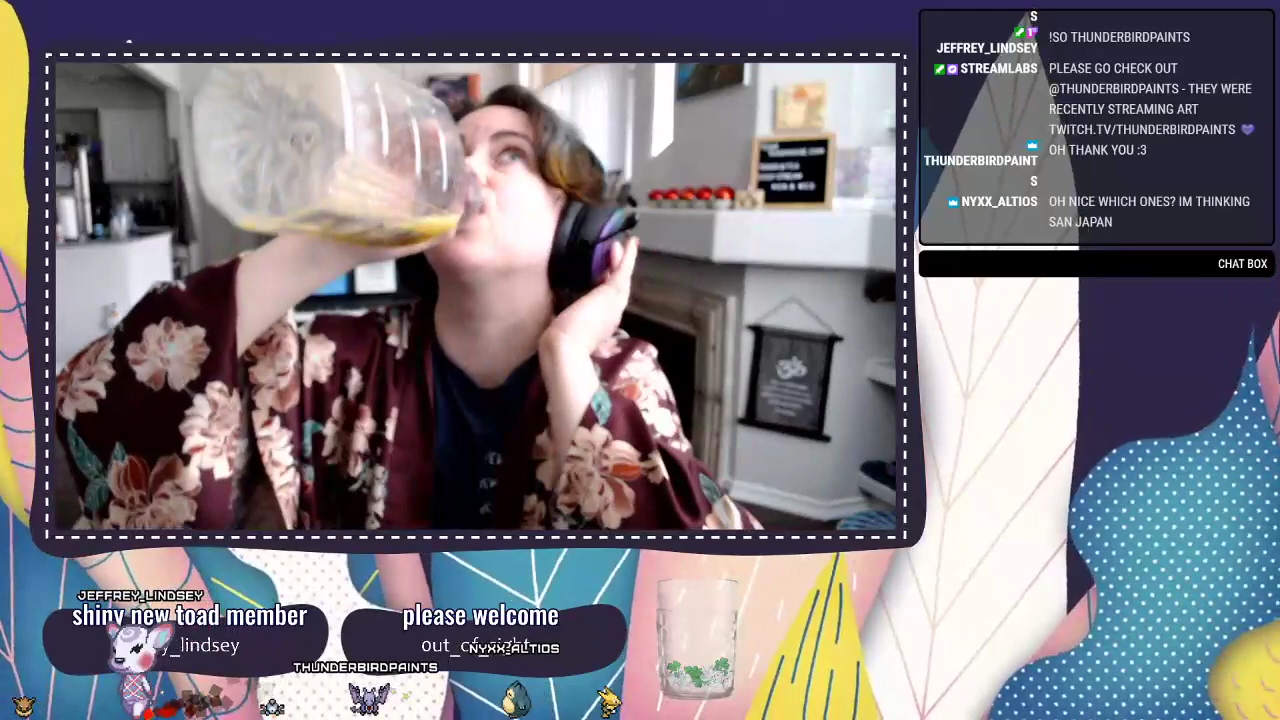 S
JEFFREY_LINDSEY !SO THUNDERBIRDPAINTS
STREAMLABS PLEASE GO CHECK OUT
@THUNDERBIRDPAINTS - THEY WERE
RECENTLY STREAMING ART
TWITCH.TV/THUNDERBIRDPAINTS 💜
THUNDERBIRDPAINT OH THANK YOU :3
S
NYXX_ALTIOS OH NICE WHICH ONES? IM THINKING
SAN JAPAN
CHAT BOX
JEFFREY_LINDSEY
shiny new toad member
y_lindsey
please welcome
out_of_sight
NYXX_ALTIOS
THUNDERBIRDPAINTS